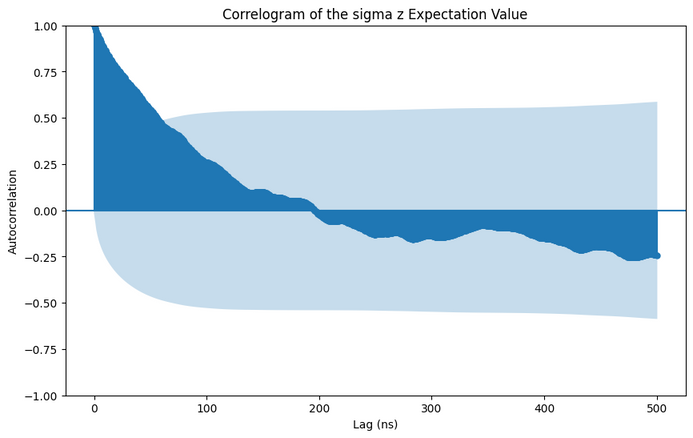 Correlogram of the sigma z Expectation Value
1.00
0.75
0.50
0.25
0.00
−0.25
−0.50
−0.75
−1.00
Autocorrelation
0 100 200 300 400 500
Lag (ns)